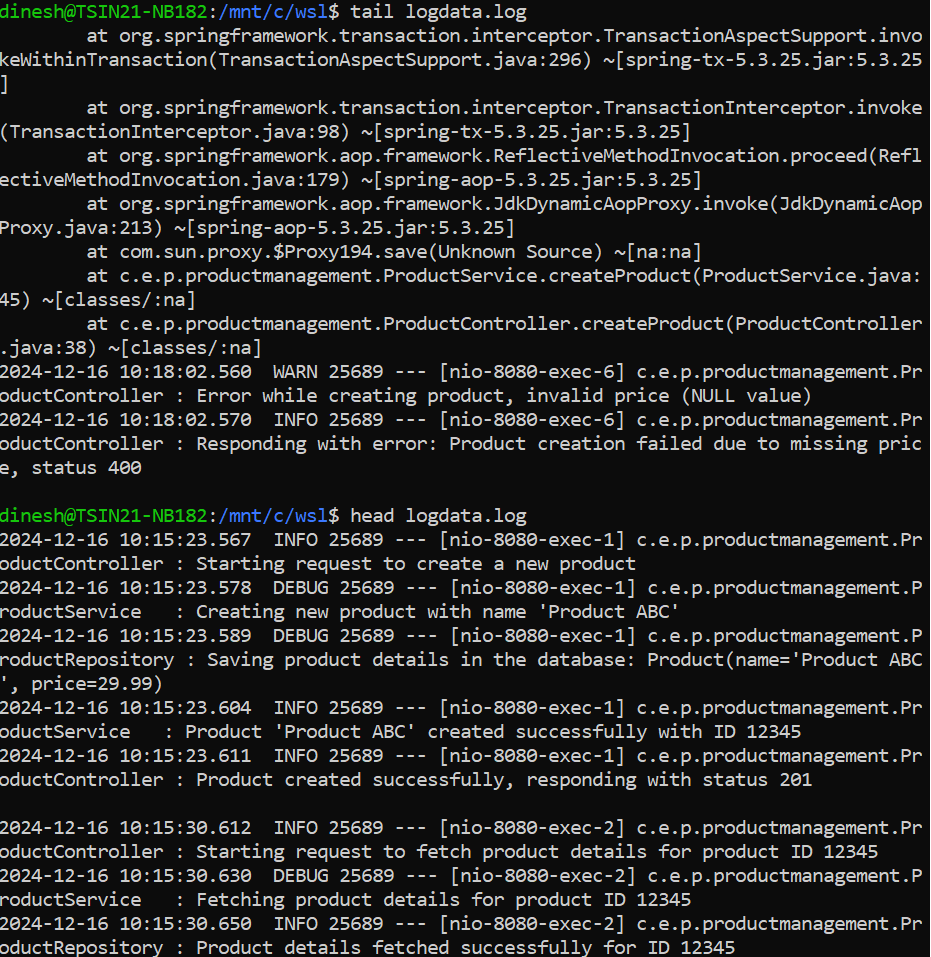 dinesh@TSIN21-NB182:/mnt/c/wsl$ tail logdata.log
        at org.springframework.transaction.interceptor.TransactionAspectSupport.invo
keWithinTransaction(TransactionAspectSupport.java:296) ~[spring-tx-5.3.25.jar:5.3.25
]
        at org.springframework.transaction.interceptor.TransactionInterceptor.invoke
(TransactionInterceptor.java:98) ~[spring-tx-5.3.25.jar:5.3.25]
        at org.springframework.aop.framework.ReflectiveMethodInvocation.proceed(Refl
ectiveMethodInvocation.java:179) ~[spring-aop-5.3.25.jar:5.3.25]
        at org.springframework.aop.framework.JdkDynamicAopProxy.invoke(JdkDynamicAop
Proxy.java:213) ~[spring-aop-5.3.25.jar:5.3.25]
        at com.sun.proxy.$Proxy194.save(Unknown Source) ~[na:na]
        at c.e.p.productmanagement.ProductService.createProduct(ProductService.java:
45) ~[classes/:na]
        at c.e.p.productmanagement.ProductController.createProduct(ProductController
.java:38) ~[classes/:na]
2024-12-16 10:18:02.560  WARN 25689 --- [nio-8080-exec-6] c.e.p.productmanagement.Pr
oductController : Error while creating product, invalid price (NULL value)
2024-12-16 10:18:02.570  INFO 25689 --- [nio-8080-exec-6] c.e.p.productmanagement.Pr
oductController : Responding with error: Product creation failed due to missing pric
e, status 400

dinesh@TSIN21-NB182:/mnt/c/wsl$ head logdata.log
2024-12-16 10:15:23.567  INFO 25689 --- [nio-8080-exec-1] c.e.p.productmanagement.Pr
oductController : Starting request to create a new product
2024-12-16 10:15:23.578  DEBUG 25689 --- [nio-8080-exec-1] c.e.p.productmanagement.P
roductService   : Creating new product with name 'Product ABC'
2024-12-16 10:15:23.589  DEBUG 25689 --- [nio-8080-exec-1] c.e.p.productmanagement.P
roductRepository : Saving product details in the database: Product(name='Product ABC
', price=29.99)
2024-12-16 10:15:23.604  INFO 25689 --- [nio-8080-exec-1] c.e.p.productmanagement.Pr
oductService   : Product 'Product ABC' created successfully with ID 12345
2024-12-16 10:15:23.611  INFO 25689 --- [nio-8080-exec-1] c.e.p.productmanagement.Pr
oductController : Product created successfully, responding with status 201

2024-12-16 10:15:30.612  INFO 25689 --- [nio-8080-exec-2] c.e.p.productmanagement.Pr
oductController : Starting request to fetch product details for product ID 12345
2024-12-16 10:15:30.630  DEBUG 25689 --- [nio-8080-exec-2] c.e.p.productmanagement.P
roductService   : Fetching product details for product ID 12345
2024-12-16 10:15:30.650  INFO 25689 --- [nio-8080-exec-2] c.e.p.productmanagement.Pr
oductRepository : Product details fetched successfully for ID 12345